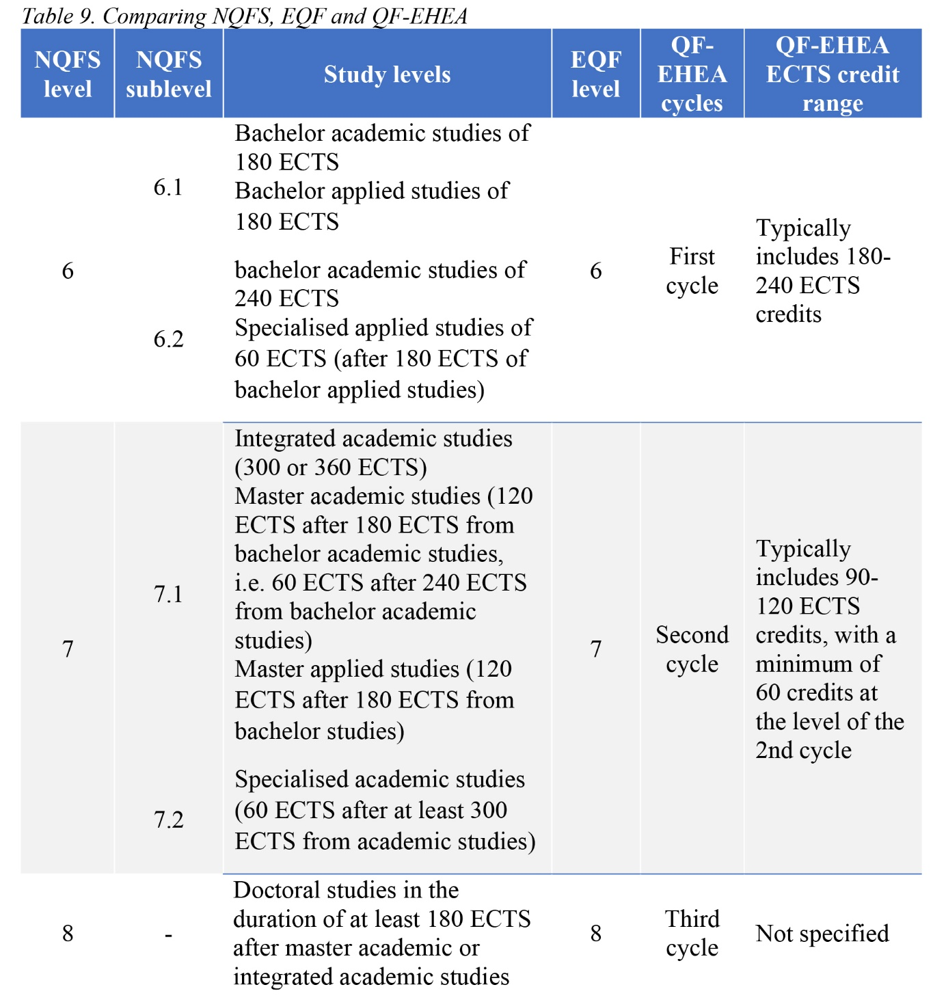 Table 9. Comparing NQFS, EQF and QF-EHEA
NQFS
level
NQFS
sublevel
Study levels
EQF
level
QF-
EHEA
cycles
QF-EHEA
ECTS credit
range
6
6.1
Bachelor academic studies of
180 ECTS
Bachelor applied studies of
180 ECTS
6.2
bachelor academic studies of
240 ECTS
Specialised applied studies of
60 ECTS (after 180 ECTS of
bachelor applied studies)
6
First
cycle
Typically
includes 180-
240 ECTS
credits
7
7.1
Integrated academic studies
(300 or 360 ECTS)
Master academic studies (120
ECTS after 180 ECTS from
bachelor academic studies,
i.e. 60 ECTS after 240 ECTS
from bachelor academic
studies)
Master applied studies (120
ECTS after 180 ECTS from
bachelor studies)
7.2
Specialised academic studies
(60 ECTS after at least 300
ECTS from academic studies)
7
Second
cycle
Typically
includes 90-
120 ECTS
credits, with a
minimum of
60 credits at
the level of the
2nd cycle
8
-
Doctoral studies in the
duration of at least 180 ECTS
after master academic or
integrated academic studies
8
Third
cycle
Not specified